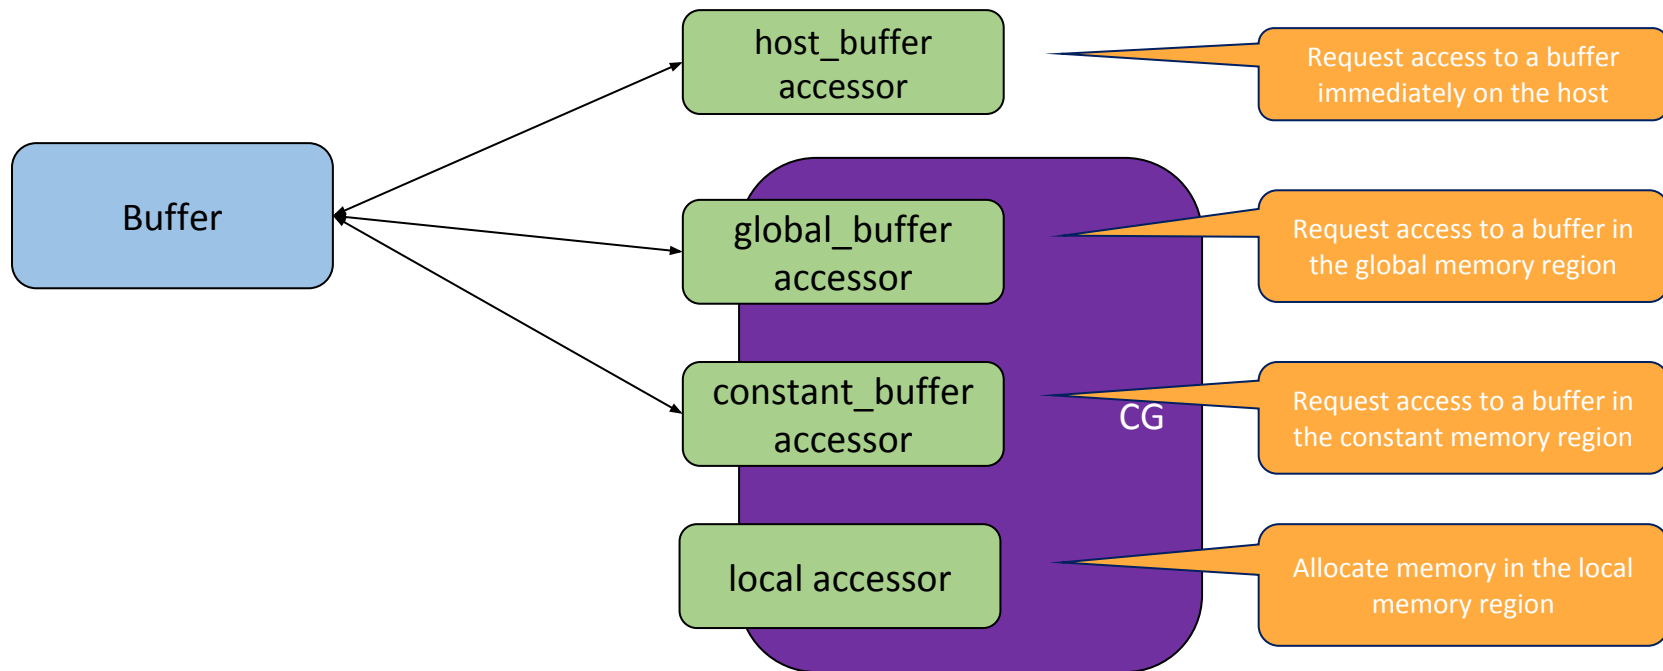 host_buffer
accessor
Request access to a buffer
immediately on the host
Buffer
global_buffer
accessor
Request access to a buffer in
the global memory region
constant_buffer
accessor
CG
Request access to a buffer in
the constant memory region
local accessor
Allocate memory in the local
memory region